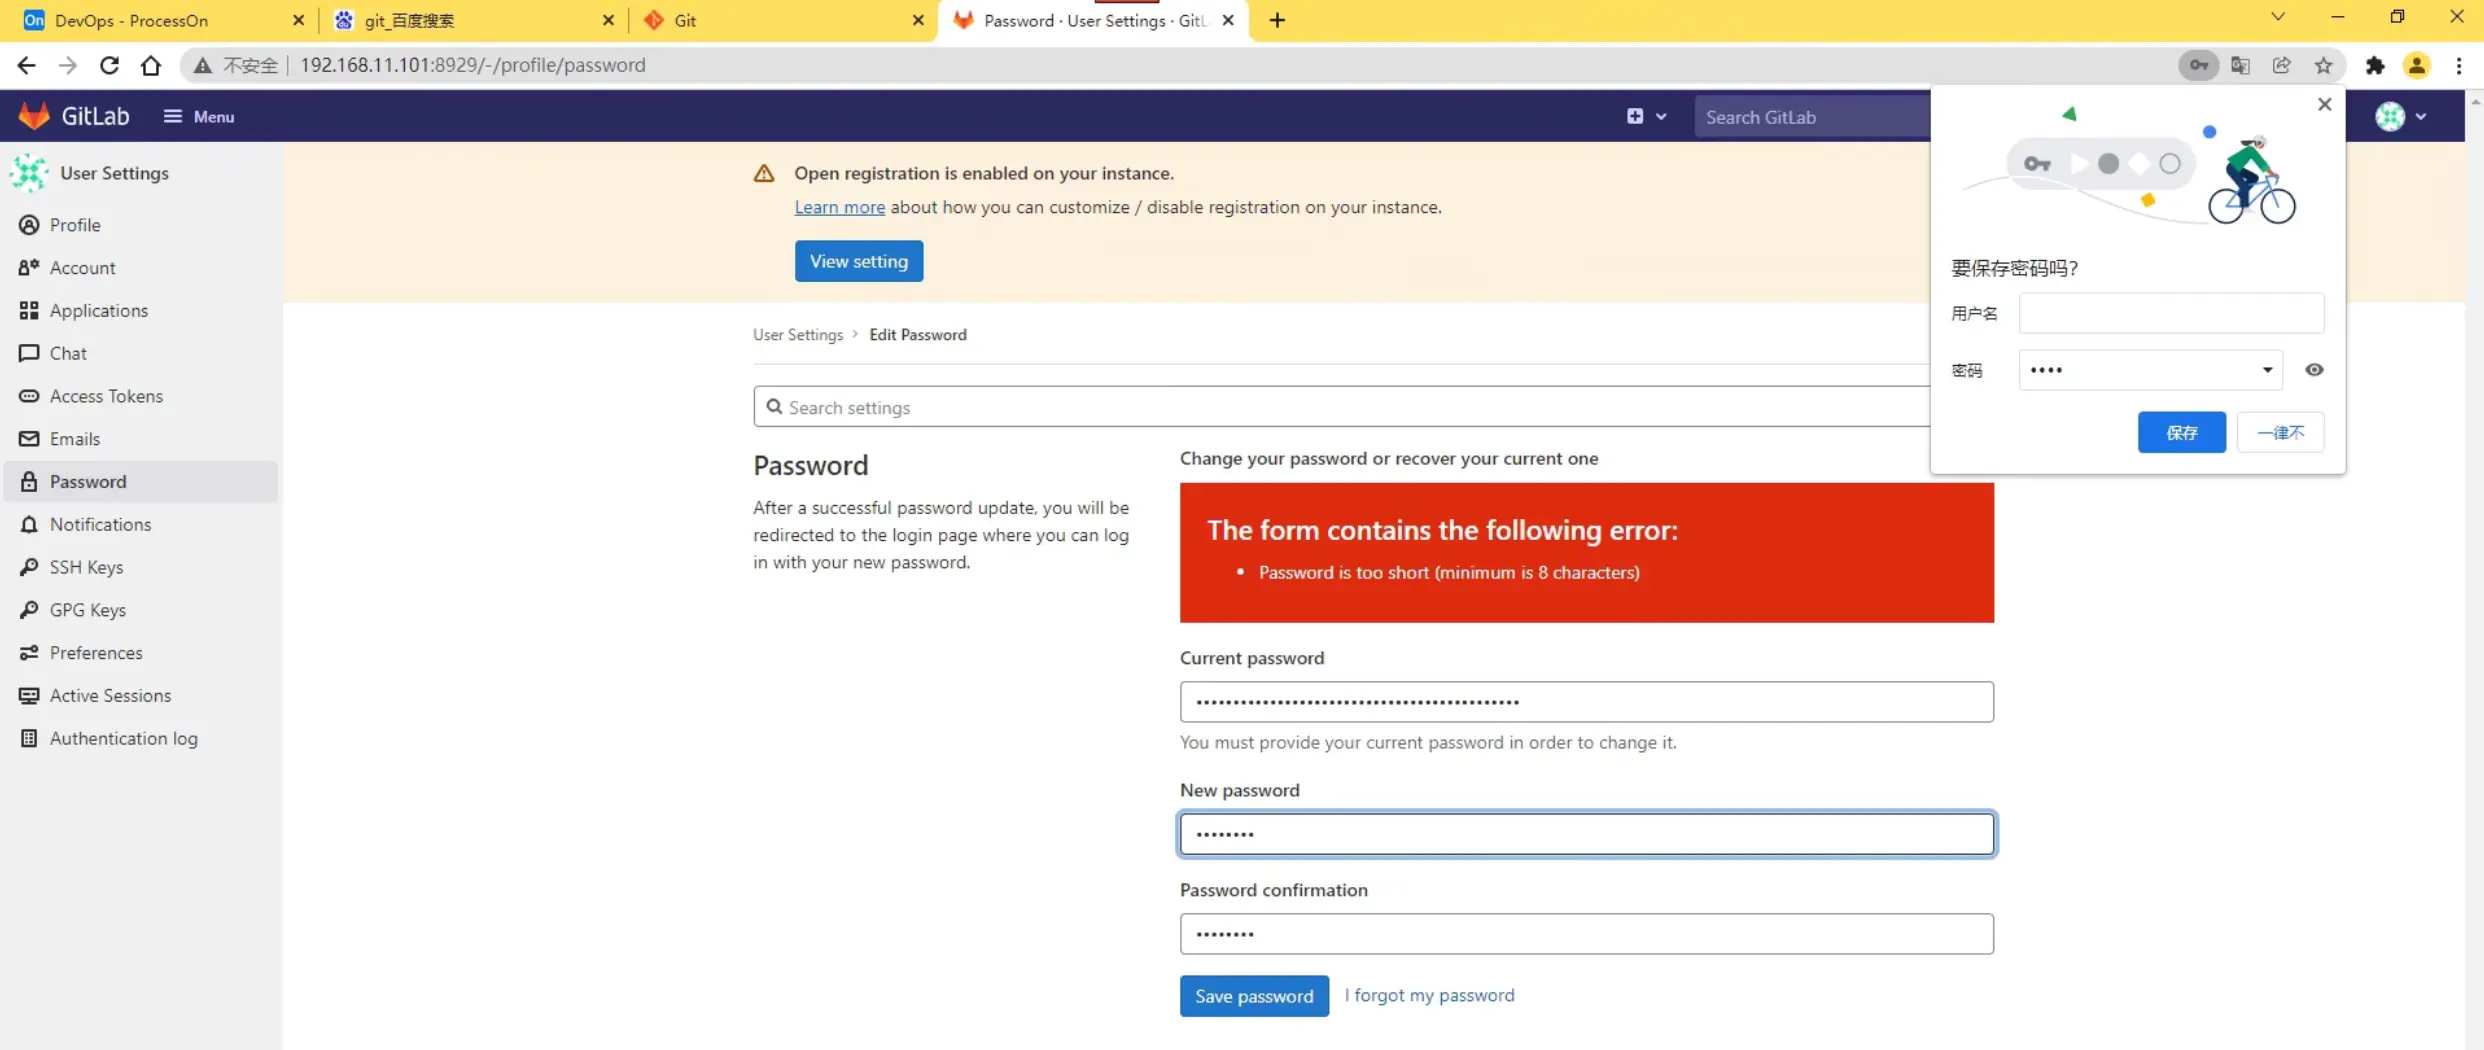 On DevOps - ProcessOn
git_百度搜索
Git
Password · User Settings · GitL
不安全
192.168.11.101:8929/-/profile/password
GitLab
Menu
Search GitLab
User Settings
Profile
Account
Applications
Chat
Access Tokens
Emails
Password
Notifications
SSH Keys
GPG Keys
Preferences
Active Sessions
Authentication log
Open registration is enabled on your instance.
Learn more about how you can customize / disable registration on your instance.
View setting
User Settings > Edit Password
Search settings
Password
After a successful password update, you will be
redirected to the login page where you can log
in with your new password.
Change your password or recover your current one
The form contains the following error:
• Password is too short (minimum is 8 characters)
Current password
You must provide your current password in order to change it.
New password
Password confirmation
Save password
I forgot my password
要保存密码吗?
用户名
密码
保存
一律不